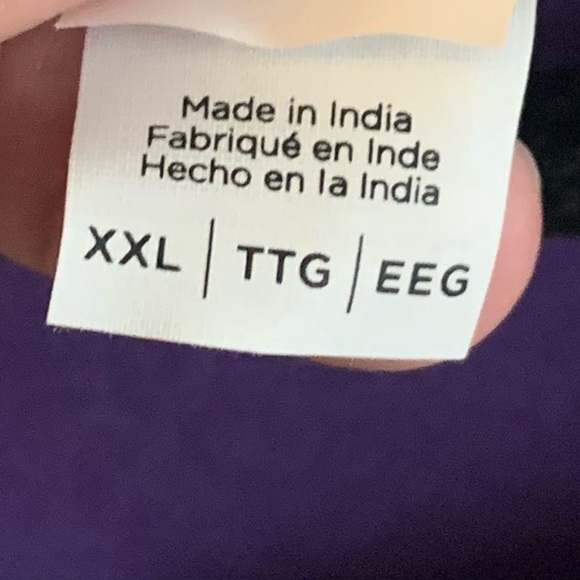 Made in India
Fabriqué en Inde
Hecho en la India
XXL | TTG | EEG